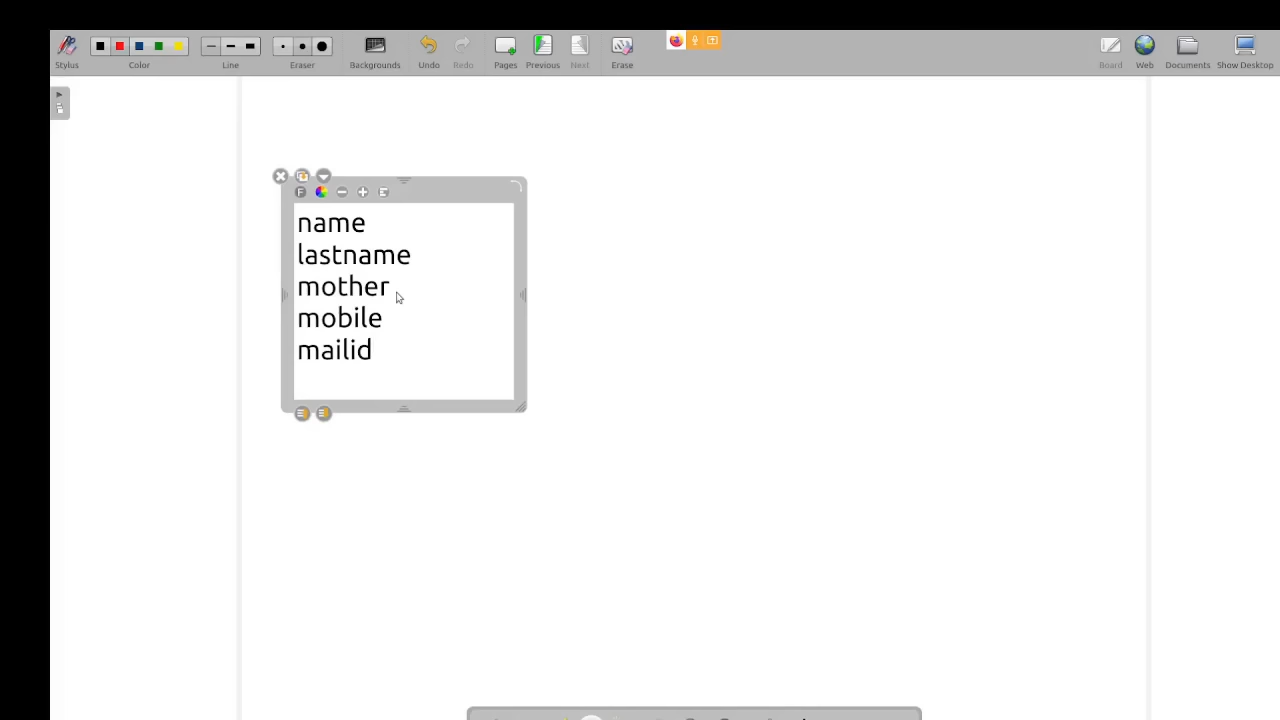 Stylus Color Line Eraser Backgrounds Undo Redo Pages Previous Next Erase Board Web Documents Show Desktop
F
name
lastname
mother
mobile
mailid